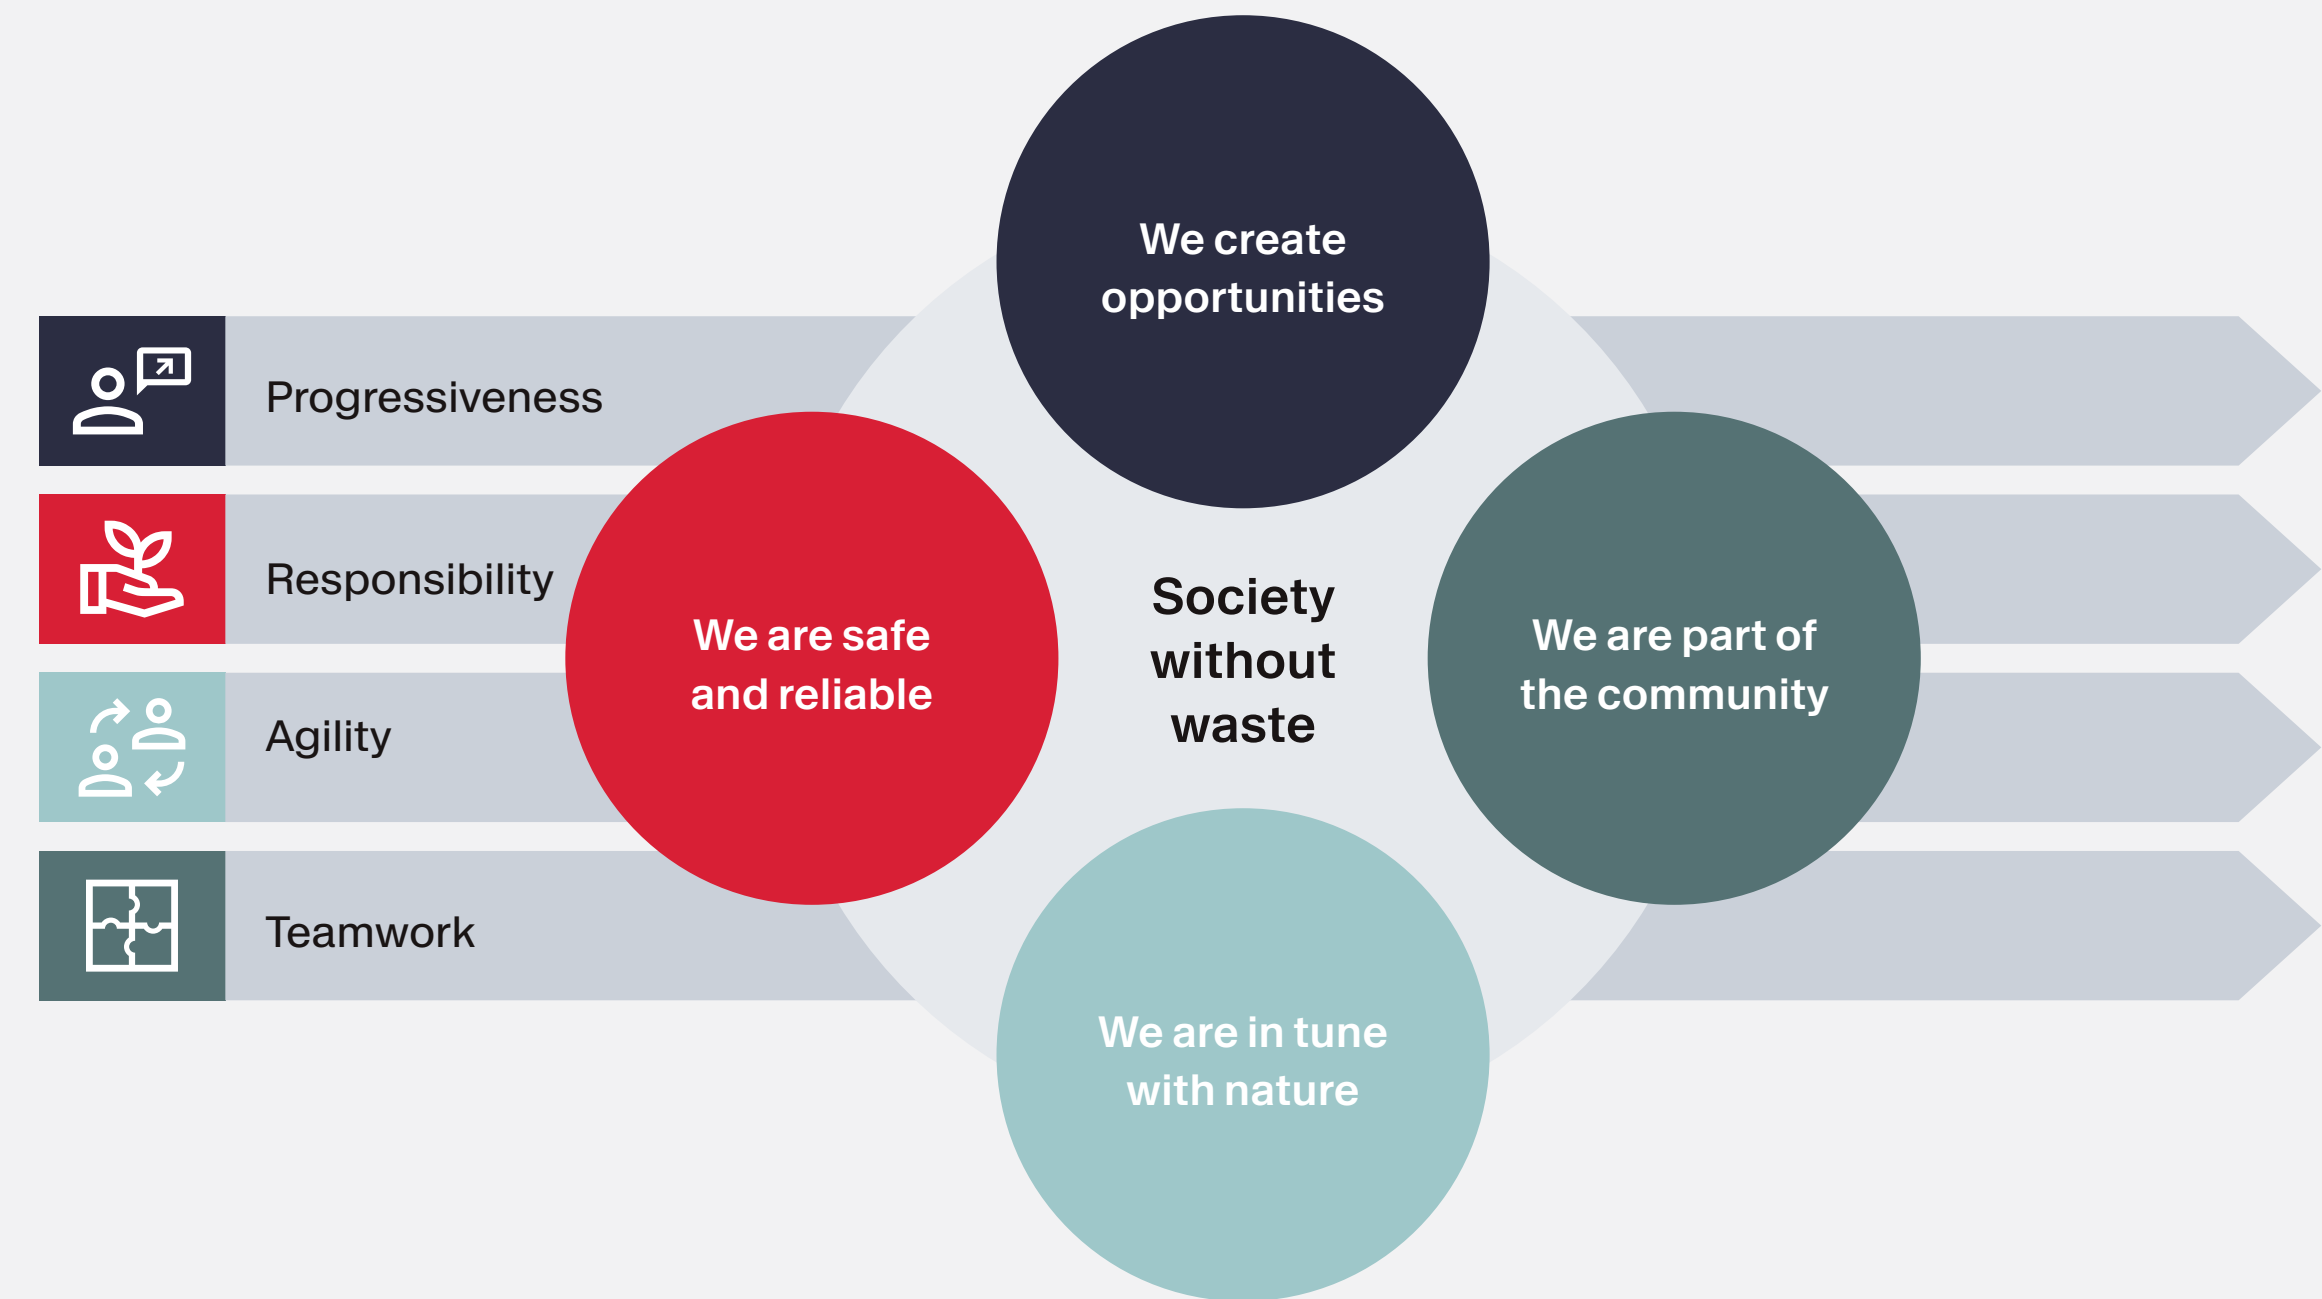 We create
opportunities
Progressiveness
Responsibility
Agility
Teamwork
We are safe
and reliable
Society
without
waste
We are part of
the community
We are in tune
with nature